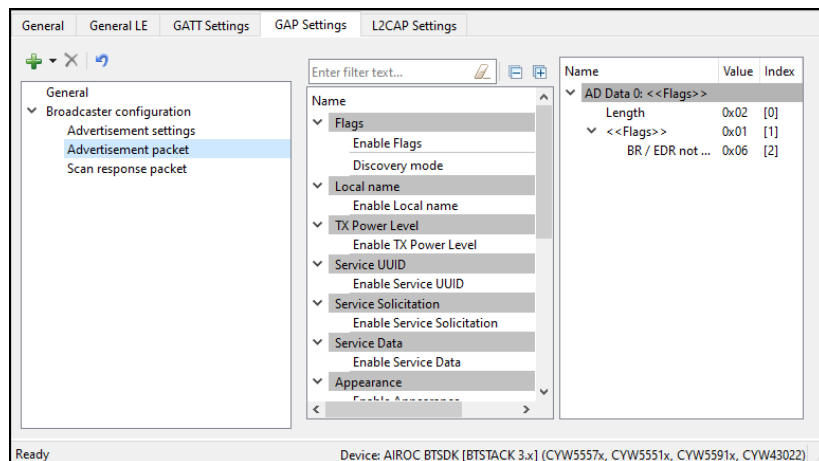 General General LE GATT Settings GAP Settings L2CAP Settings
General
Broadcaster configuration
Advertisement settings
Advertisement packet
Scan response packet
Enter filter text...
Name
Flags
Enable Flags
Discovery mode
Local name
Enable Local name
TX Power Level
Enable TX Power Level
Service UUID
Enable Service UUID
Service Solicitation
Enable Service Solicitation
Service Data
Enable Service Data
Appearance
Enable Appearance
Name Value Index
AD Data 0: <<Flags>>
Length 0x02 [0]
<<Flags>> 0x01 [1]
BR / EDR not ... 0x06 [2]
Ready Device: AIROC BTSDK [BTSTACK 3.x] (CYW5557x, CYW5551x, CYW5591x, CYW43022)